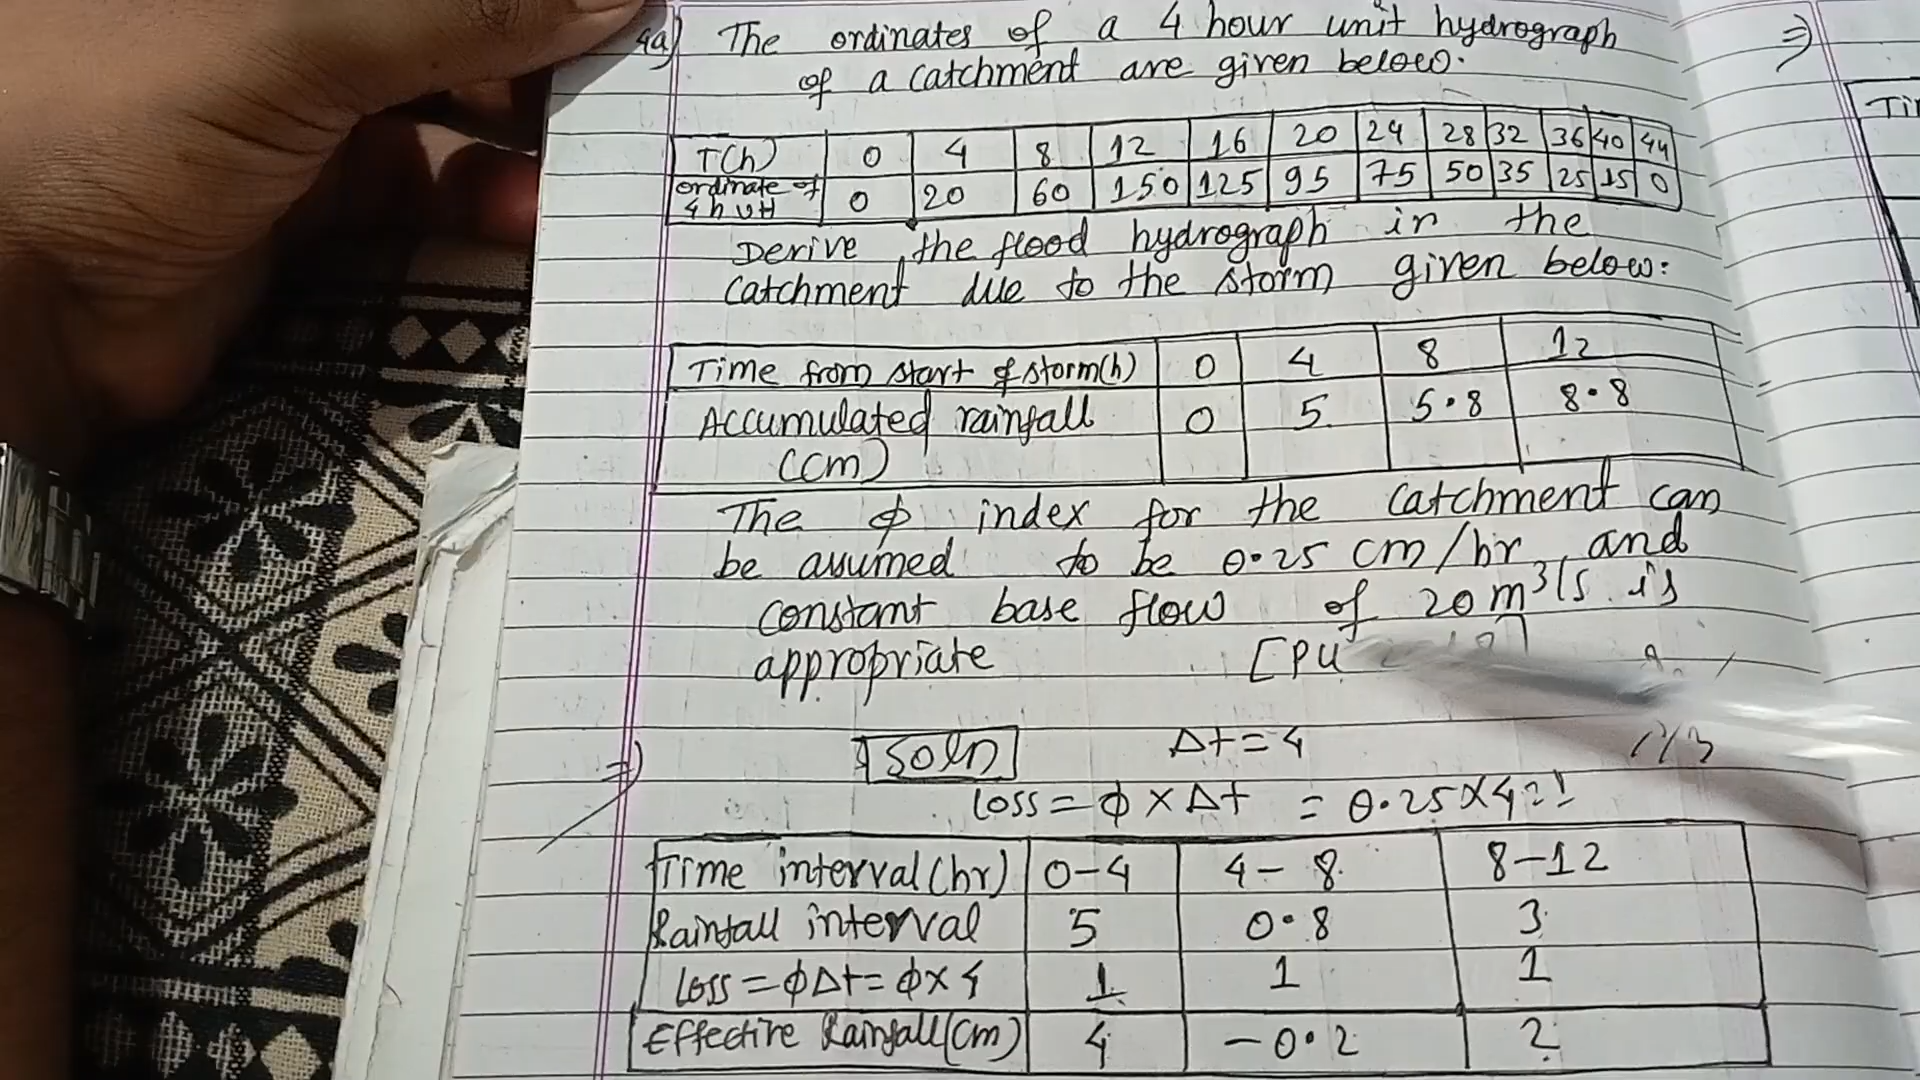 4a) The ordinates of a 4 hour unit hydrograph
of a catchment are given below.
T(h) 0 4 8 12 16 20 24 28 32 36 40 44
ordinate of 4 h UH 0 20 60 150 125 95 75 50 35 25 15 0
Derive the flood hydrograph in the
catchment due to the storm given below:
Time from start of storm(h) 0 4 8 12
Accumulated rainfall (cm) 0 5 5.8 8.8
The φ index for the catchment can
be assumed to be 0.25 cm/hr and
constant base flow of 20 m³/s is
appropriate [PU
⇒ Soln Δt = 4
Loss = φ × Δt = 0.25×4=1
Time interval (hr) 0-4 4-8 8-12
Rainfall interval 5 0.8 3
Loss = φΔt = φ×4 1 1 1
Effective Rainfall (cm) 4 -0.2 2
⇒